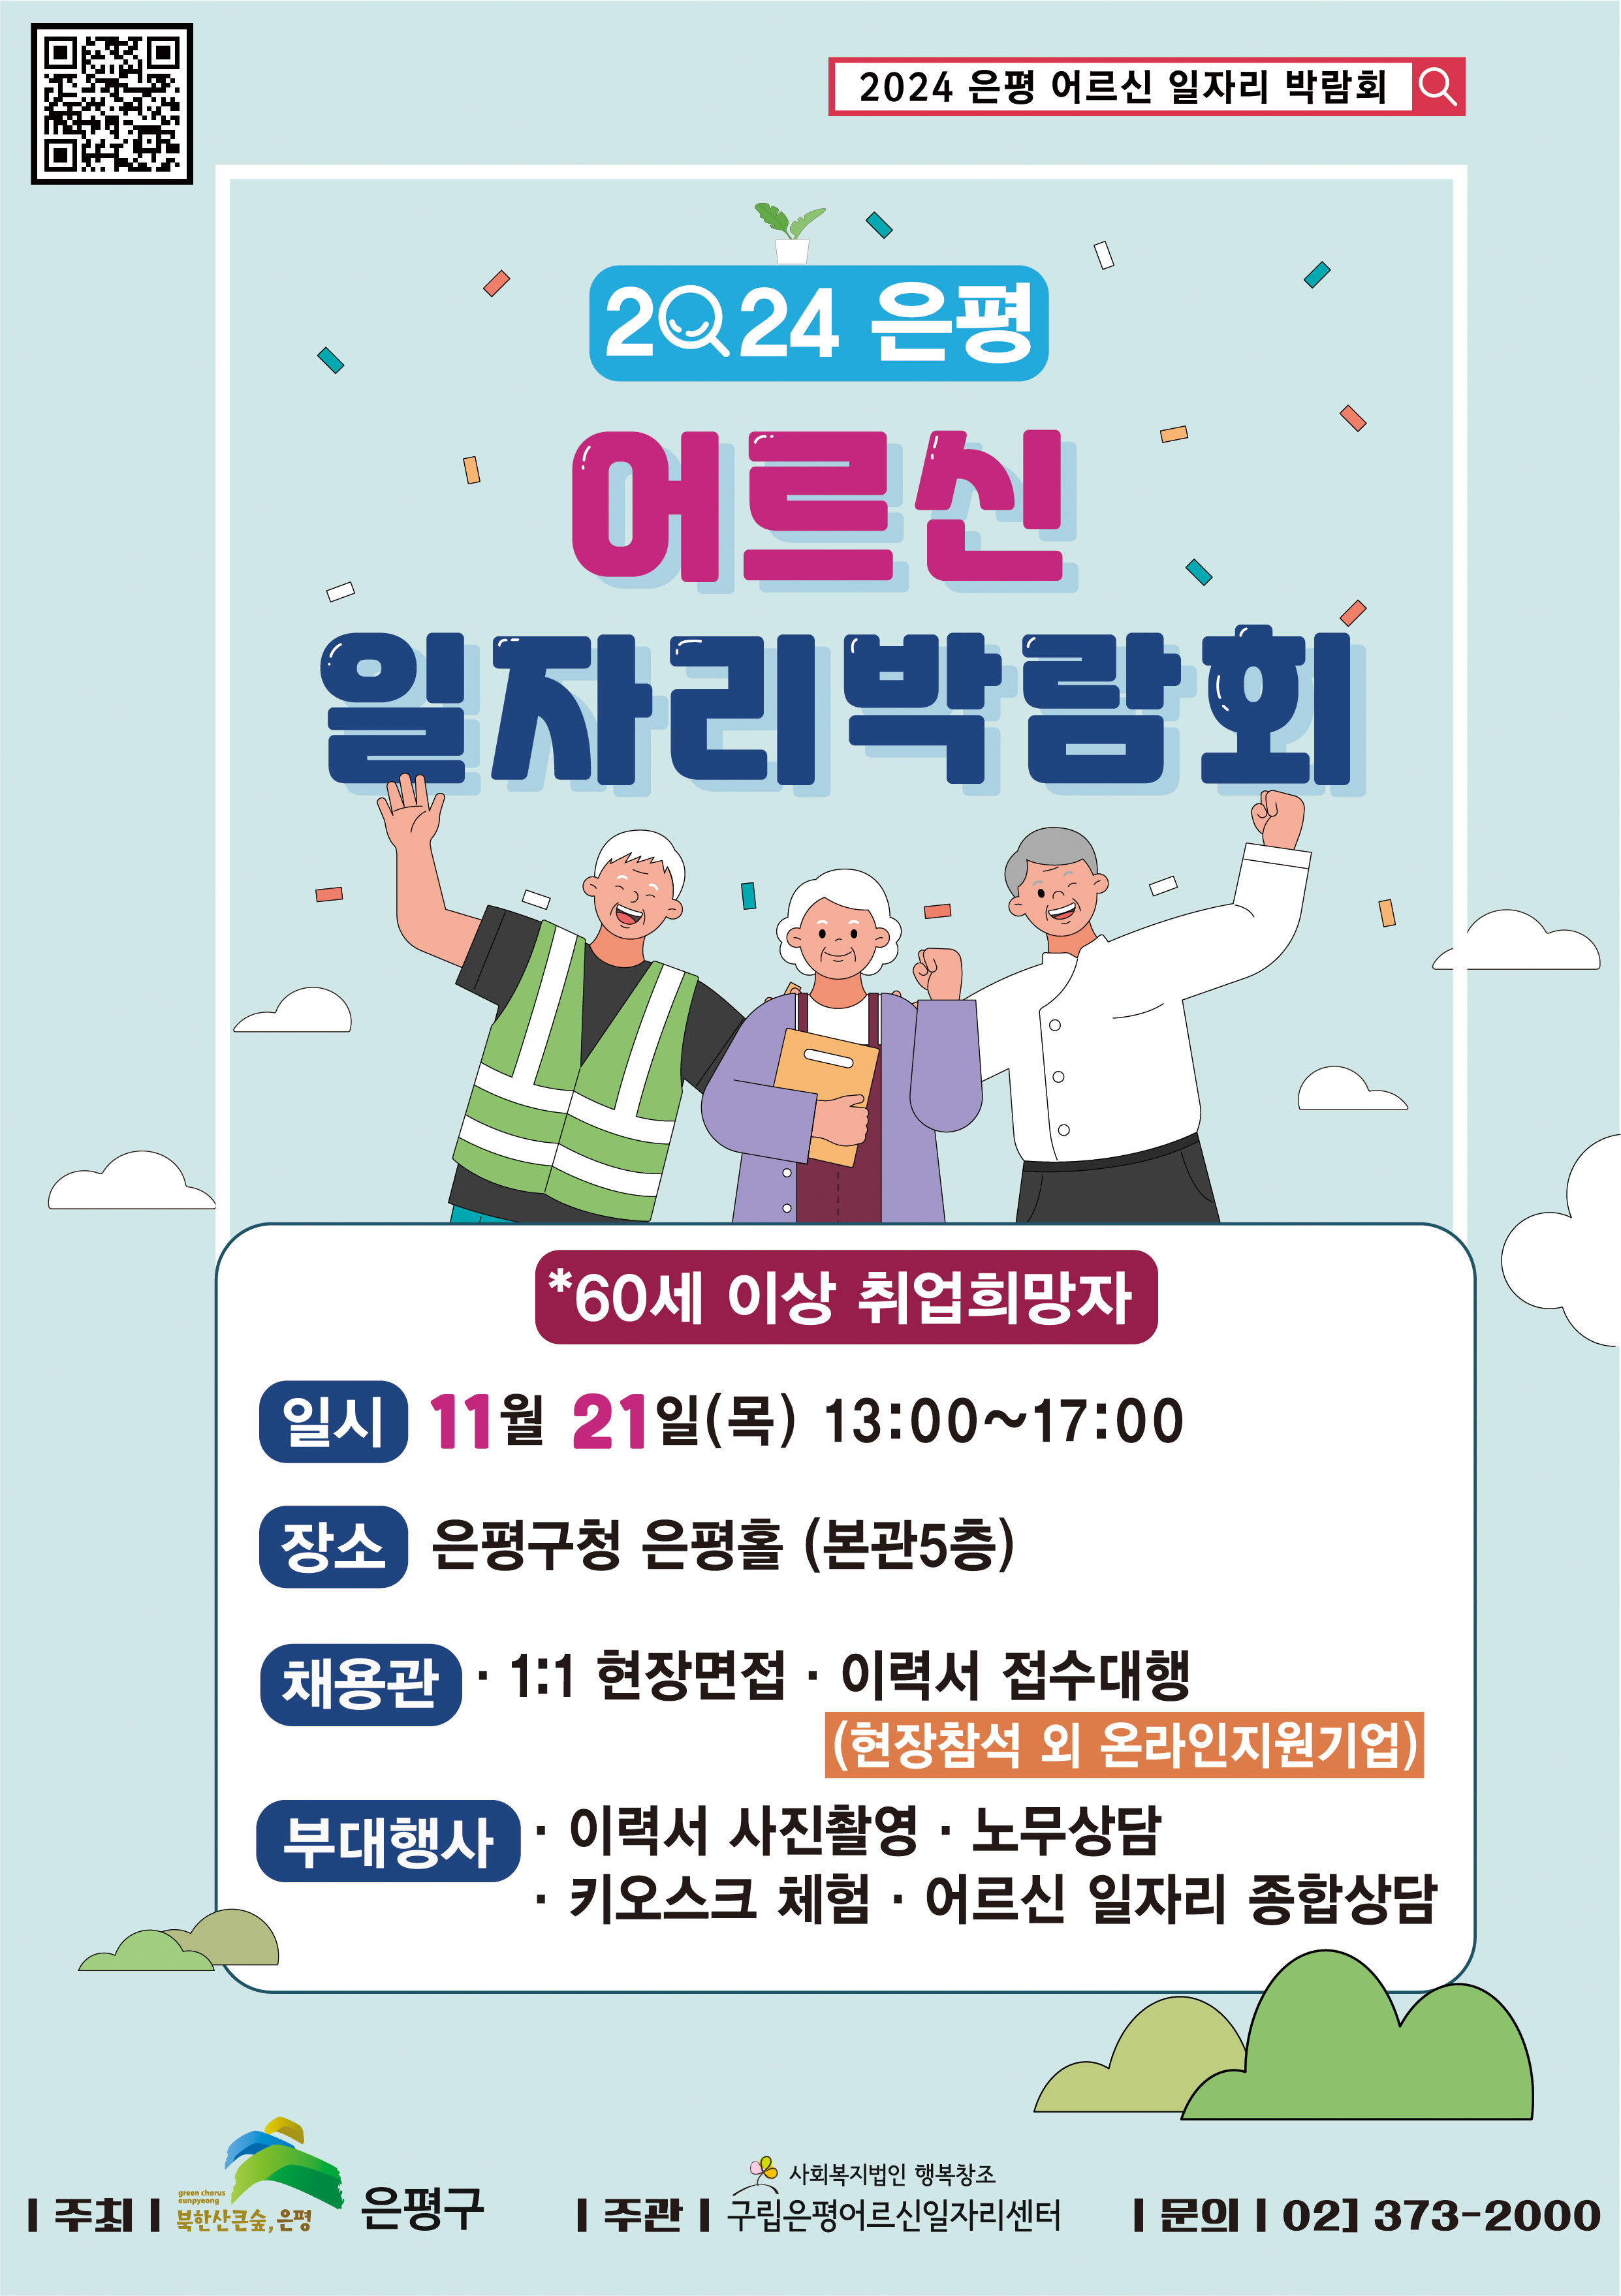 2024 은평 어르신 일자리 박람회
2024 은평
어르신
일자리박람회
*60세 이상 취업희망자
일시 11월 21일(목) 13:00~17:00
장소 은평구청 은평홀 (본관5층)
채용관 · 1:1 현장면접 · 이력서 접수대행
(현장참석 외 온라인지원기업)
부대행사 · 이력서 사진촬영 · 노무상담
· 키오스크 체험 · 어르신 일자리 종합상담
| 주최 | green chorus eunpyeong 북한산큰숲, 은평 은평구
| 주관 | 사회복지법인 행복창조
구립은평어르신일자리센터
| 문의 | 02] 373-2000